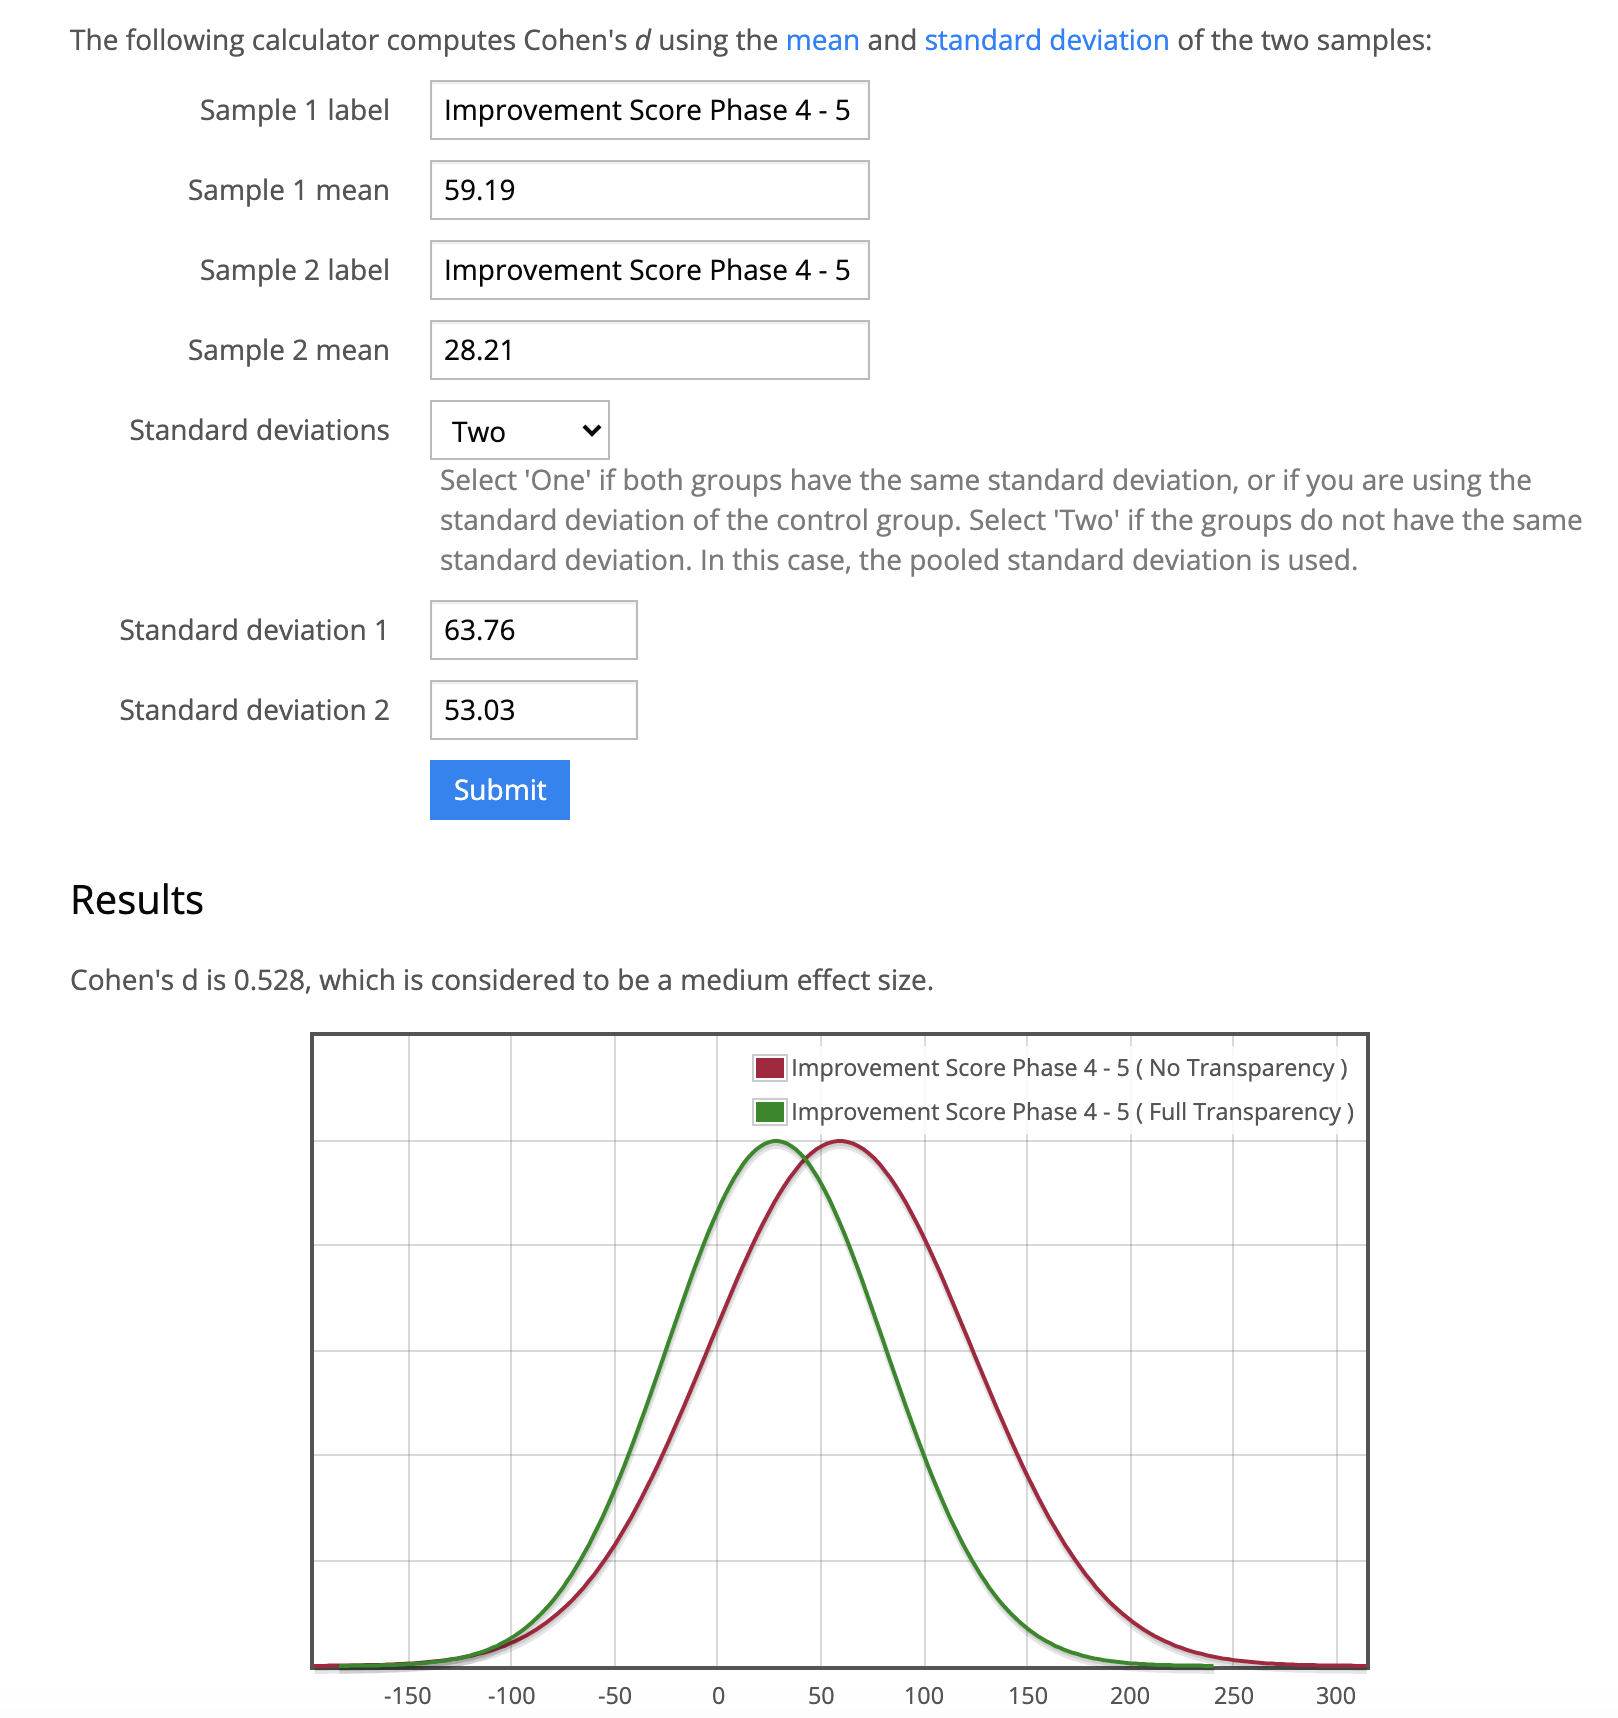 The following calculator computes Cohen's d using the mean and standard deviation of the two samples:
Sample 1 label
Improvement Score Phase 4 - 5
Sample 1 mean
59.19
Sample 2 label
Improvement Score Phase 4 - 5
Sample 2 mean
28.21
Standard deviations
Two
Select 'One' if both groups have the same standard deviation, or if you are using the
standard deviation of the control group. Select 'Two' if the groups do not have the same
standard deviation. In this case, the pooled standard deviation is used.
Standard deviation 1
63.76
Standard deviation 2
53.03
Submit
Results
Cohen's d is 0.528, which is considered to be a medium effect size.
Improvement Score Phase 4 - 5 ( No Transparency )
Improvement Score Phase 4 - 5 ( Full Transparency )
-150 -100 -50 0 50 100 150 200 250 300